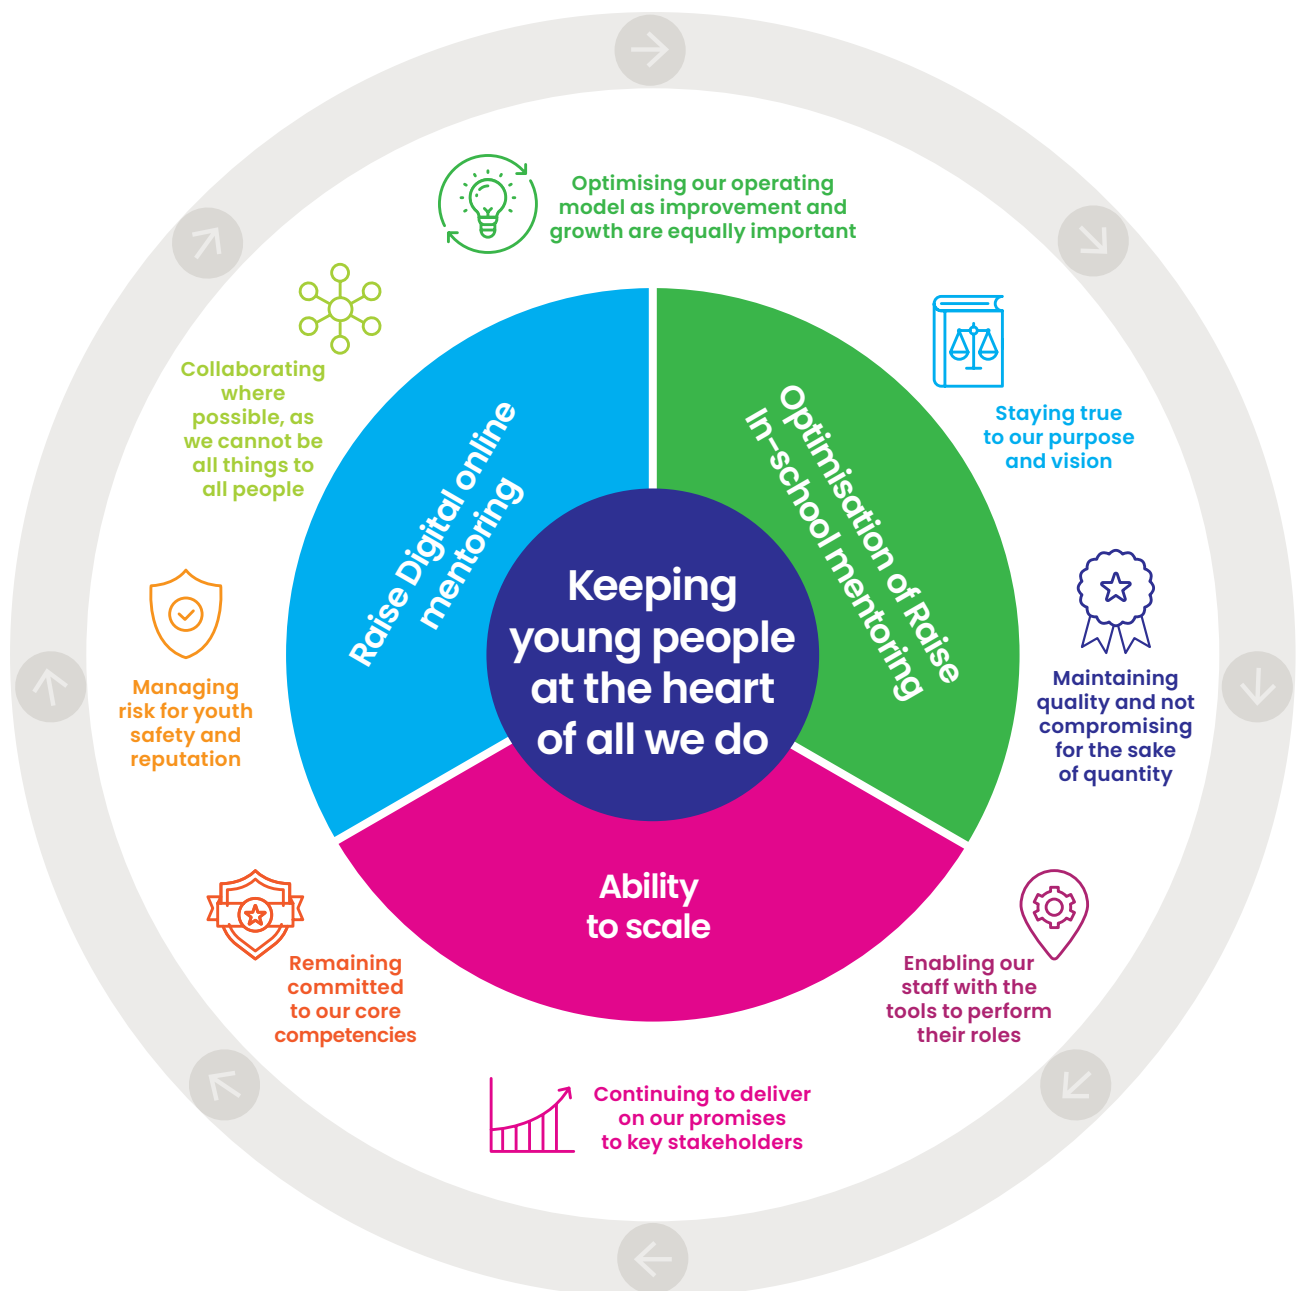 Optimising our operating
model as improvement and
growth are equally important
Staying true
to our purpose
and vision
Maintaining
quality and not
compromising
for the sake
of quantity
Enabling our
staff with the
tools to perform
their roles
Continuing to deliver
on our promises
to key stakeholders
Remaining
committed
to our core
competencies
Managing
risk for youth
safety and
reputation
Collaborating
where
possible, as
we cannot be
all things to
all people
Raise Digital online
mentoring
Optimisation of Raise
In-school mentoring
Ability
to scale
Keeping
young people
at the heart
of all we do